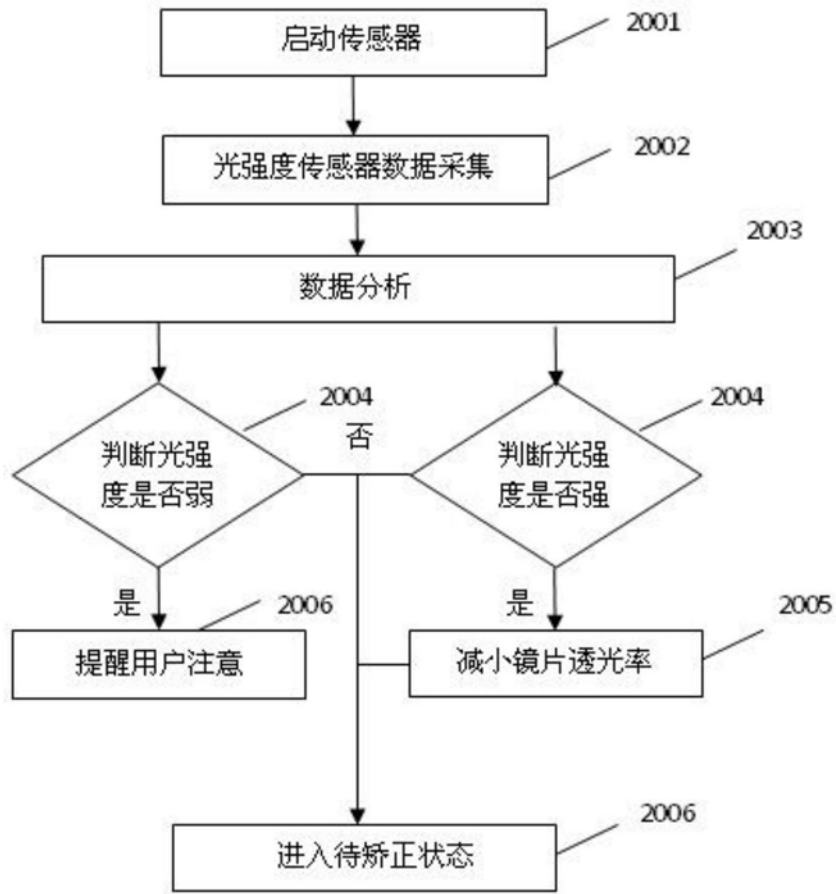 启动传感器
2001
光强度传感器数据采集
2002
数据分析
2003
判断光强
度是否弱
2004
否
判断光强
度是否强
2004
是
提醒用户注意
2006
是
减小镜片透光率
2005
进入待矫正状态
2006